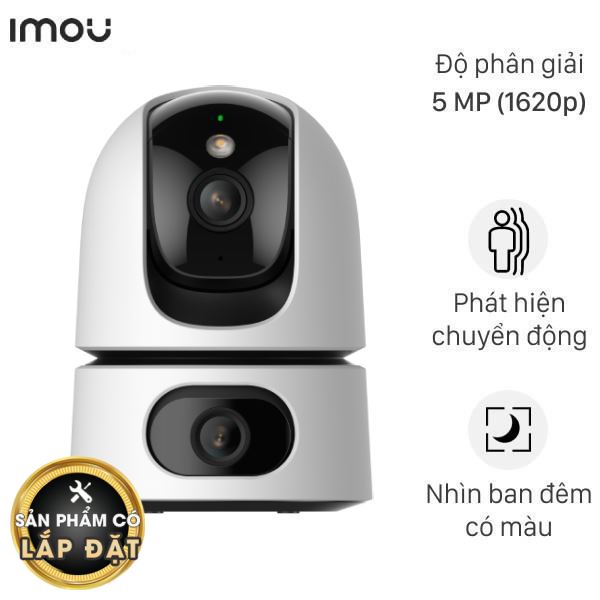 imou
Độ phân giải
5 MP (1620p)
Phát hiện
chuyển động
Nhìn ban đêm
có màu
SẢN PHẨM CÓ
LẮP ĐẶT